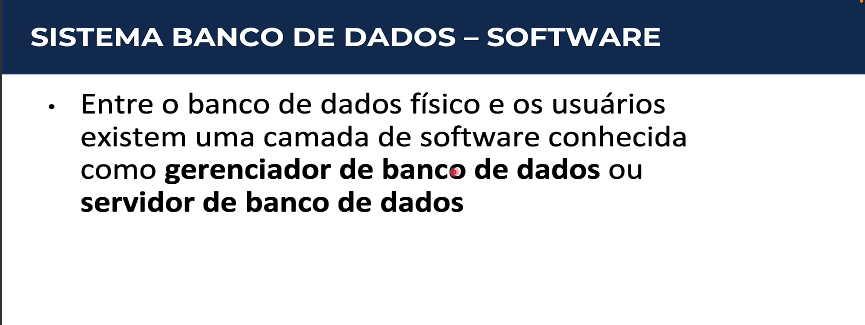 SISTEMA BANCO DE DADOS – SOFTWARE
• Entre o banco de dados físico e os usuários
existem uma camada de software conhecida
como gerenciador de banco de dados ou
servidor de banco de dados